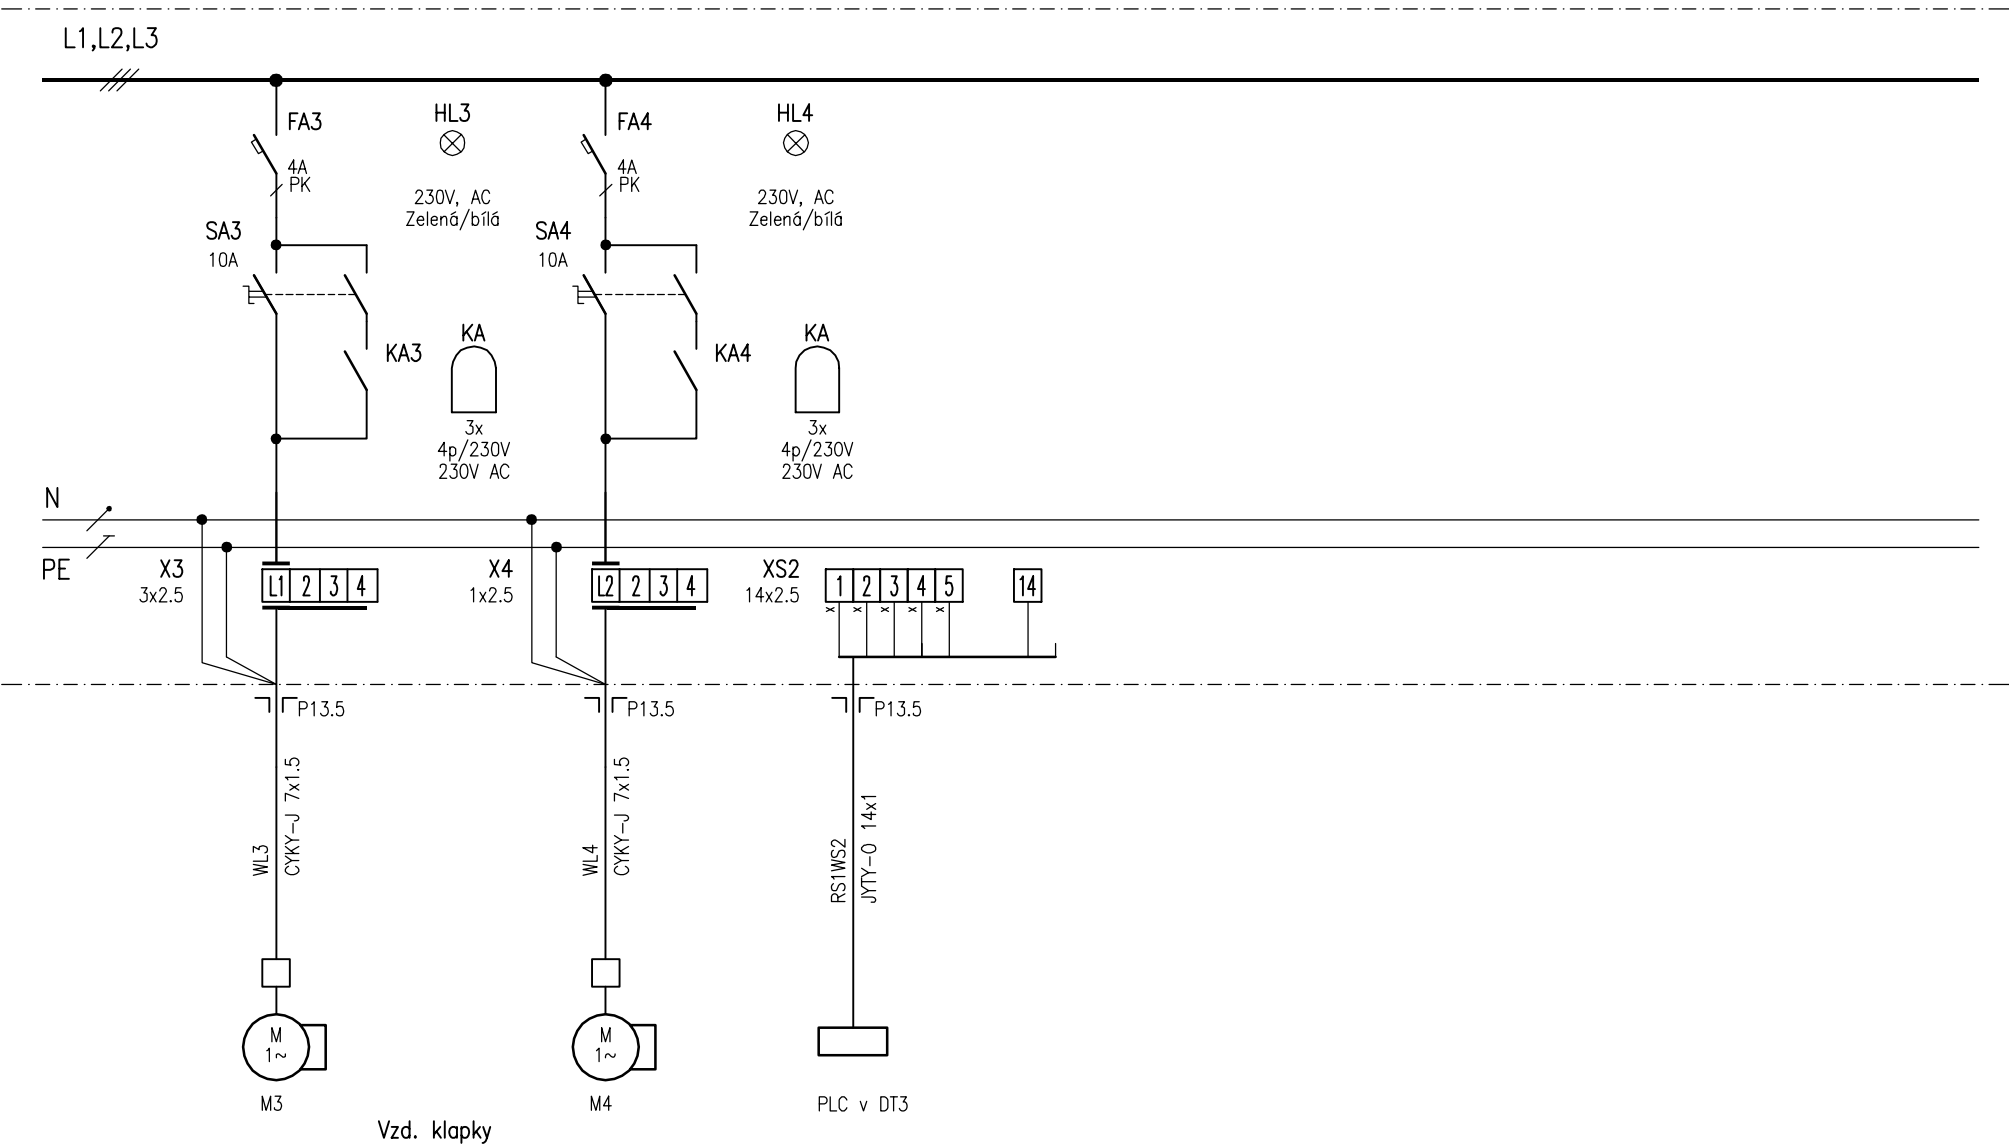 L1,L2,L3
FA3
4A
PK
HL3
230V, AC
Zelená/bílá
FA4
4A
PK
HL4
230V, AC
Zelená/bílá
SA3
10A
SA4
10A
KA3
KA
3x
4p/230V
230V AC
KA4
KA
3x
4p/230V
230V AC
N
PE
X3
3x2.5
L1 2 3 4
X4
1x2.5
L2 2 3 4
XS2
14x2.5
1 2 3 4 5 14
x x x x x
P13.5
P13.5
P13.5
WL3
CYKY-J 7x1.5
WL4
CYKY-J 7x1.5
RS1WS2
JYTY-O 14x1
M
1~
M3
M
1~
M4
PLC v DT3
Vzd. klapky